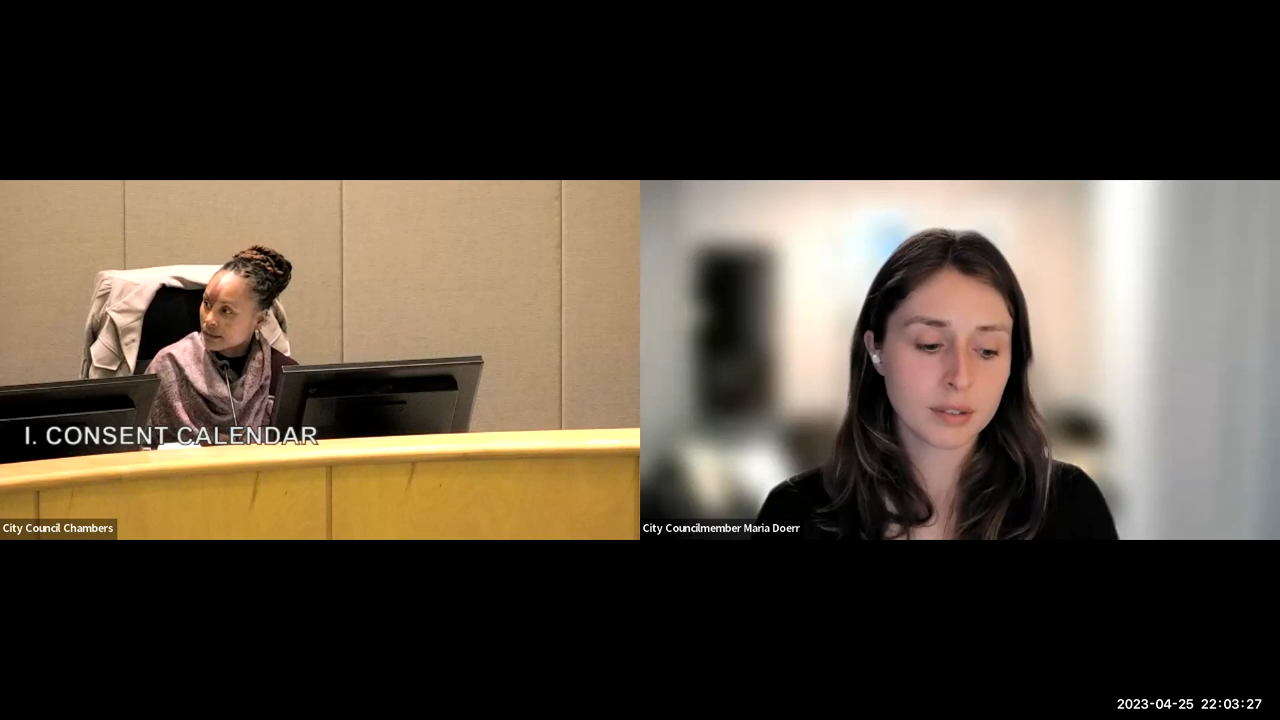 I. CONSENT CALENDAR
City Council Chambers
City Councilmember Maria Doerr
2023-04-25 22:03:27